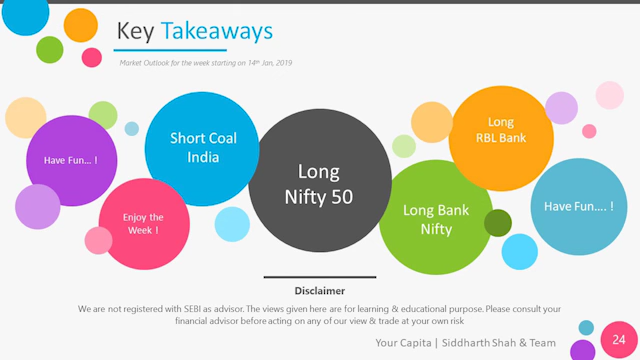 Key Takeaways
Market Outlook for the week starting on 14th Jan, 2019
Have Fun... !
Short Coal
India
Enjoy the
Week !
Long
Nifty 50
Long
RBL Bank
Long Bank
Nifty
Have Fun.... !
Disclaimer
We are not registered with SEBI as advisor. The views given here are for learning & educational purpose. Please consult your
financial advisor before acting on any of our view & trade at your own risk
Your Capita | Siddharth Shah & Team
24